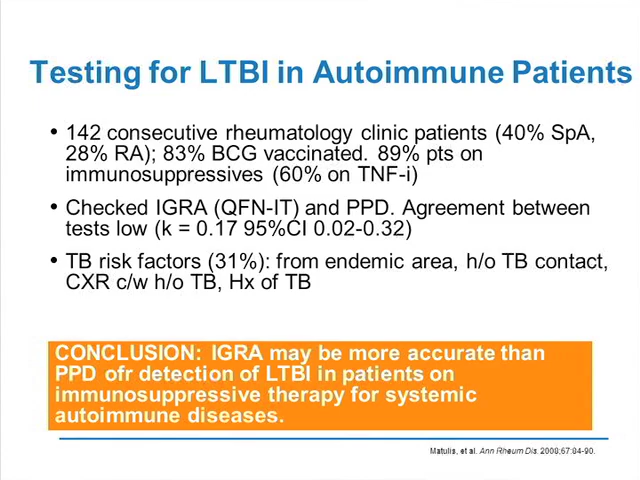 Testing for LTBI in Autoimmune Patients
• 142 consecutive rheumatology clinic patients (40% SpA,
28% RA); 83% BCG vaccinated. 89% pts on
immunosuppressives (60% on TNF-i)
• Checked IGRA (QFN-IT) and PPD. Agreement between
tests low (k = 0.17 95%CI 0.02-0.32)
• TB risk factors (31%): from endemic area, h/o TB contact,
CXR c/w h/o TB, Hx of TB
CONCLUSION: IGRA may be more accurate than
PPD ofr detection of LTBI in patients on
immunosuppressive therapy for systemic
autoimmune diseases.
Matulis, et al. Ann Rheum Dis. 2008;67:84-90.